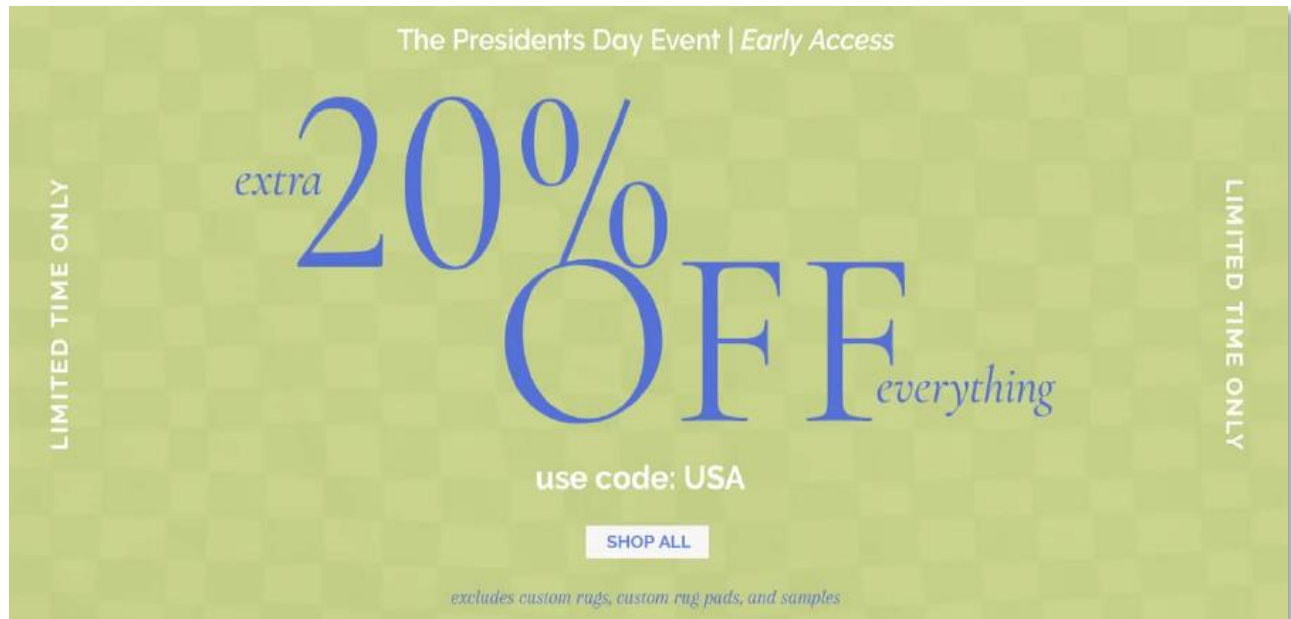 The Presidents Day Event | Early Access
extra 20%
OFF everything
LIMITED TIME ONLY
LIMITED TIME ONLY
use code: USA
SHOP ALL
excludes custom rugs, custom rug pads, and samples